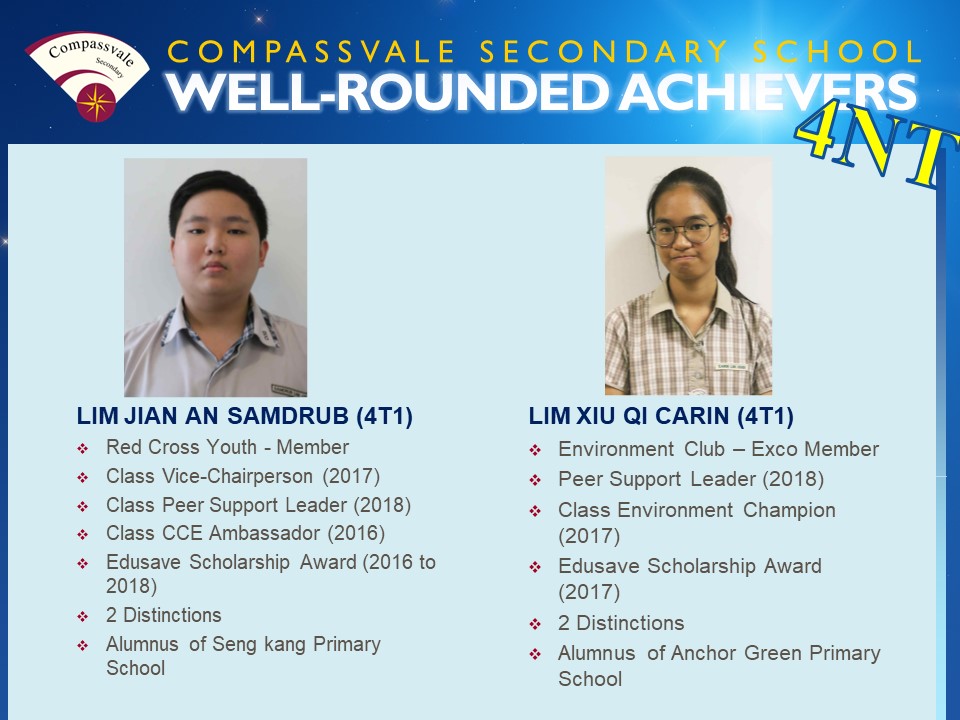 Compassvale
Secondary
COMPASSVALE SECONDARY SCHOOL
WELL-ROUNDED ACHIEVERS
4NT
LIM JIAN AN SAMDRUB (4T1)
❖ Red Cross Youth - Member
❖ Class Vice-Chairperson (2017)
❖ Class Peer Support Leader (2018)
❖ Class CCE Ambassador (2016)
❖ Edusave Scholarship Award (2016 to
2018)
❖ 2 Distinctions
❖ Alumnus of Seng kang Primary
School
LIM XIU QI CARIN (4T1)
❖ Environment Club – Exco Member
❖ Peer Support Leader (2018)
❖ Class Environment Champion
(2017)
❖ Edusave Scholarship Award
(2017)
❖ 2 Distinctions
❖ Alumnus of Anchor Green Primary
School